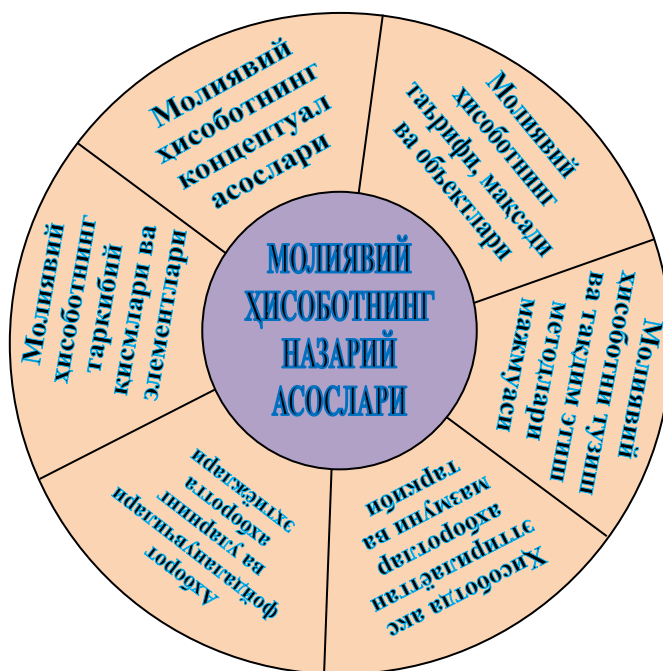 МОЛИЯВИЙ
ҲИСОБОТНИНГ
НАЗАРИЙ
АСОСЛАРИ
Молиявий
ҳисоботнинг
таърифи, мақсади
ва объектлари
Молиявий
ҳисоботни тузиш
ва тақдим этиш
методлари
мажмуаси
Ҳисоботда акс
эттирилаётган
ахборотлар
мазмуни ва
таркиби
Ахборот
фойдаланувчилари
ва уларнинг
ахборотга
эҳтиёжлари
Молиявий
ҳисоботнинг
таркибий
қисмлари ва
элементлари
Молиявий
ҳисоботнинг
концептуал
асослари